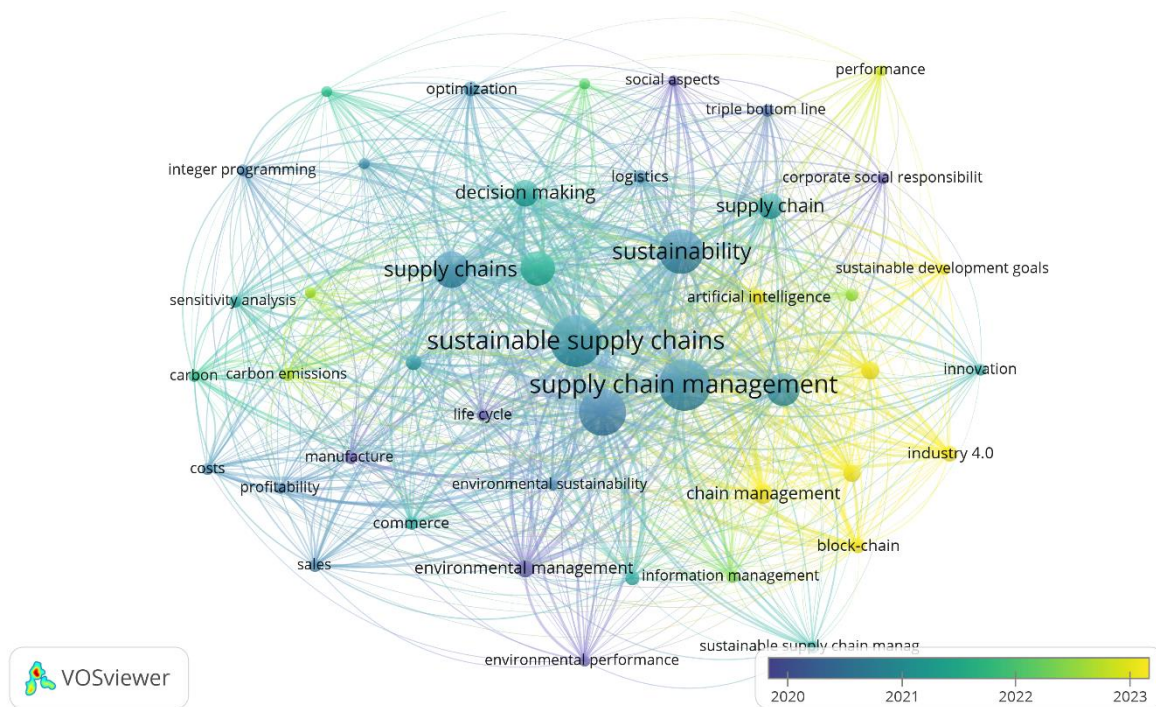 social aspects
performance
optimization
triple bottom line
integer programming
logistics
corporate social responsibilit
decision making
supply chain
sustainability
supply chains
sustainable development goals
artificial intelligence
sensitivity analysis
sustainable supply chains
innovation
carbon
carbon emissions
supply chain management
life cycle
manufacture
industry 4.0
costs
profitability
environmental sustainability
chain management
commerce
block-chain
sales
environmental management
information management
sustainable supply chain manag
environmental performance
VOSviewer
2020
2021
2022
2023